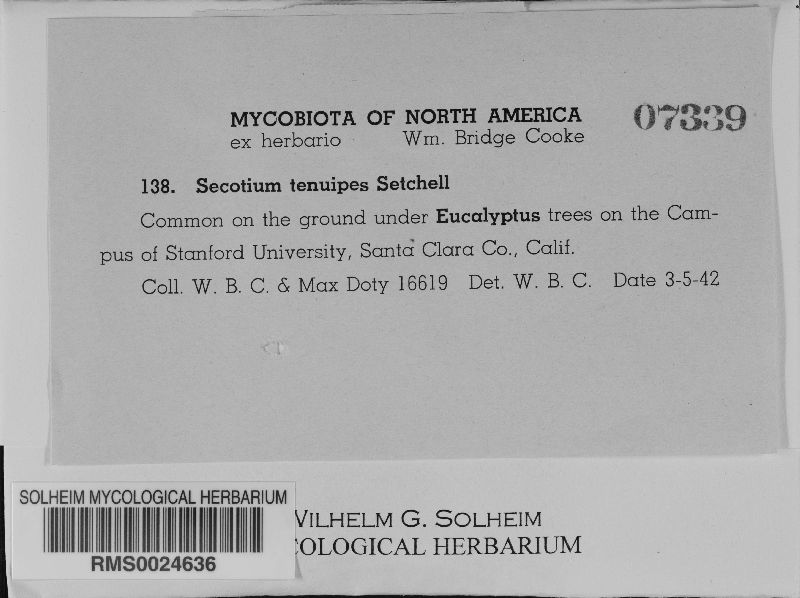 MYCOBIOTA OF NORTH AMERICA
07339
ex herbario Wm. Bridge Cooke
138. Secotium tenuipes Setchell
Common on the ground under Eucalyptus trees on the Cam-
pus of Stanford University, Santa Clara Co., Calif.
Coll. W. B. C. & Max Doty 16619 Det. W. B. C. Date 3-5-42
SOLHEIM MYCOLOGICAL HERBARIUM
RMS0024636
VILHELM G. SOLHEIM
COLOGICAL HERBARIUM